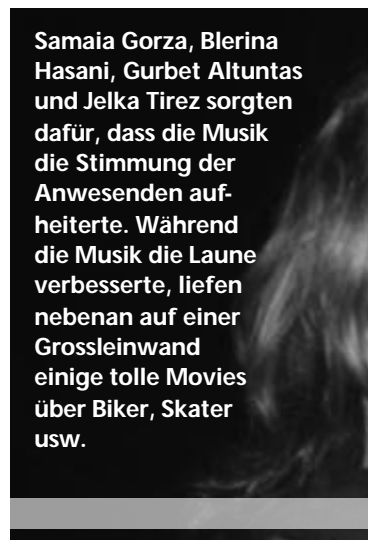 Samaia Gorza, Blerina
Hasani, Gurbet Altuntas
und Jelka Tirez sorgten
dafür, dass die Musik
die Stimmung der
Anwesenden auf-
heiterte. Während
die Musik die Laune
verbesserte, liefen
nebenan auf einer
Grossleinwand
einige tolle Movies
über Biker, Skater
usw.